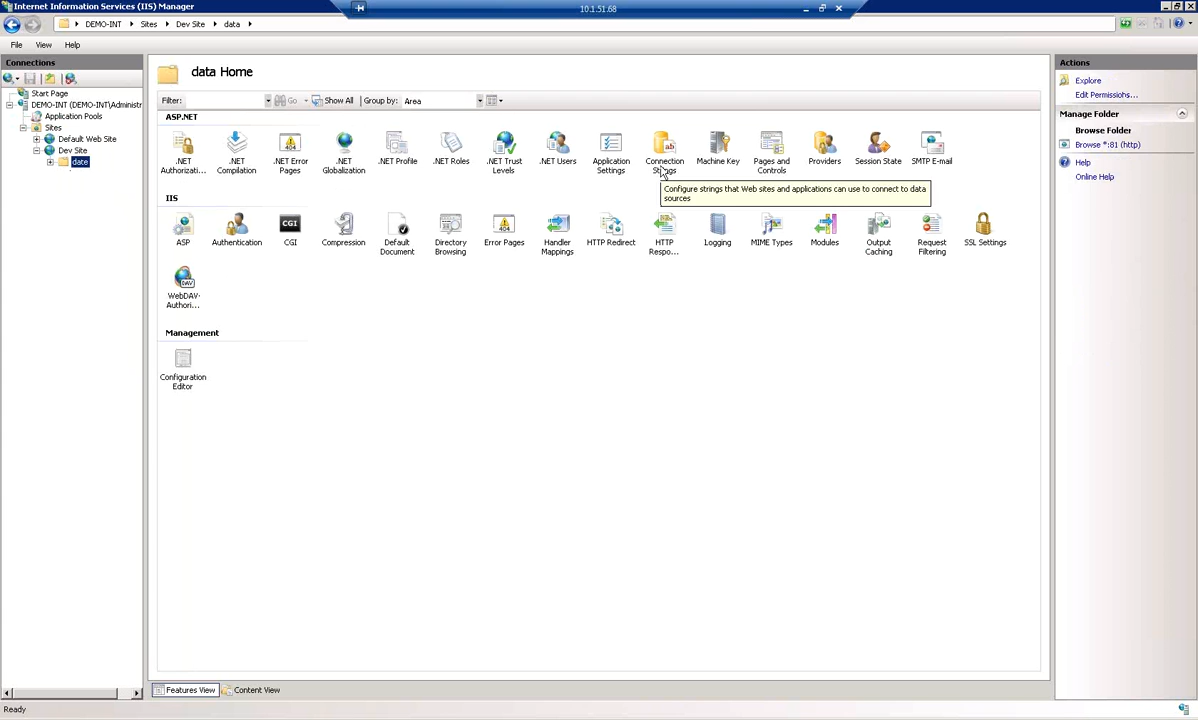 Internet Information Services (IIS) Manager
10.1.51.68
DEMO-INT Sites Dev Site data
File View Help
Connections
Start Page
DEMO-INT (DEMO-INT\Administr
Application Pools
Sites
Default Web Site
Dev Site
data
data Home
Filter: Go Show All Group by: Area
ASP.NET
.NET Authorizati...
.NET Compilation
.NET Error Pages
.NET Globalization
.NET Profile
.NET Roles
.NET Trust Levels
.NET Users
Application Settings
Connection Strings
Machine Key
Pages and Controls
Providers
Session State
SMTP E-mail
Configure strings that Web sites and applications can use to connect to data
sources
IIS
ASP
Authentication
CGI
Compression
Default Document
Directory Browsing
Error Pages
Handler Mappings
HTTP Redirect
HTTP Respo...
Logging
MIME Types
Modules
Output Caching
Request Filtering
SSL Settings
WebDAV Authori...
Management
Configuration Editor
Features View Content View
Actions
Explore
Edit Permissions...
Manage Folder
Browse Folder
Browse *:81 (http)
Help
Online Help
Ready